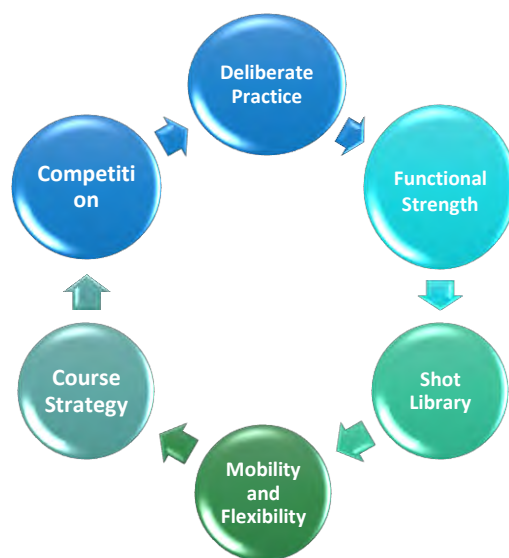 Deliberate
Practice
Functional
Strength
Shot
Library
Mobility
and
Flexibility
Course
Strategy
Competiti
on